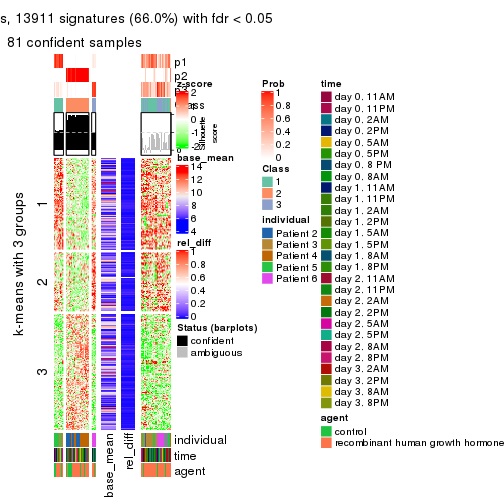 s, 13911 signatures (66.0%) with fdr < 0.05
81 confident samples
p1
p2
z-score
2
1
0
-2
Silhouette
score
k-means with 3 groups
1
2
3
base_mean
14
12
10
8
6
4
rel_diff
1
0.8
0.6
0.4
0.2
0
Status (barplots)
confident
ambiguous
individual
time
agent
base_mean
rel_diff
Prob
1
0.8
0.6
0.4
0.2
0
Class
1
2
3
individual
Patient 2
Patient 3
Patient 4
Patient 5
Patient 6
time
day 0. 11AM
day 0. 11PM
day 0. 2AM
day 0. 2PM
day 0. 5AM
day 0. 5PM
day 0. 8 PM
day 0. 8AM
day 1. 11AM
day 1. 11PM
day 1. 2AM
day 1. 2PM
day 1. 5AM
day 1. 5PM
day 1. 8AM
day 1. 8PM
day 2. 11AM
day 2. 11PM
day 2. 2AM
day 2. 2PM
day 2. 5AM
day 2. 5PM
day 2. 8AM
day 2. 8PM
day 3. 2AM
day 3. 2PM
day 3. 8AM
day 3. 8PM
agent
control
recombinant human growth hormone